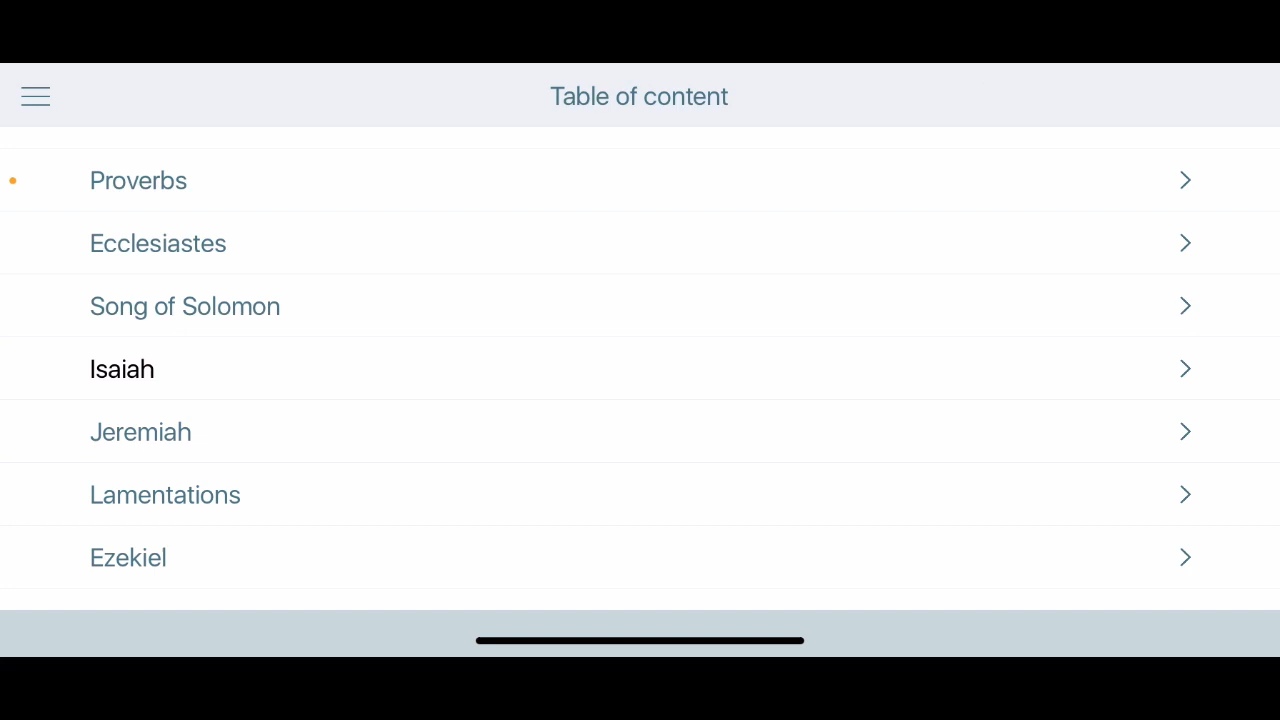 Table of content
Proverbs
Ecclesiastes
Song of Solomon
Isaiah
Jeremiah
Lamentations
Ezekiel